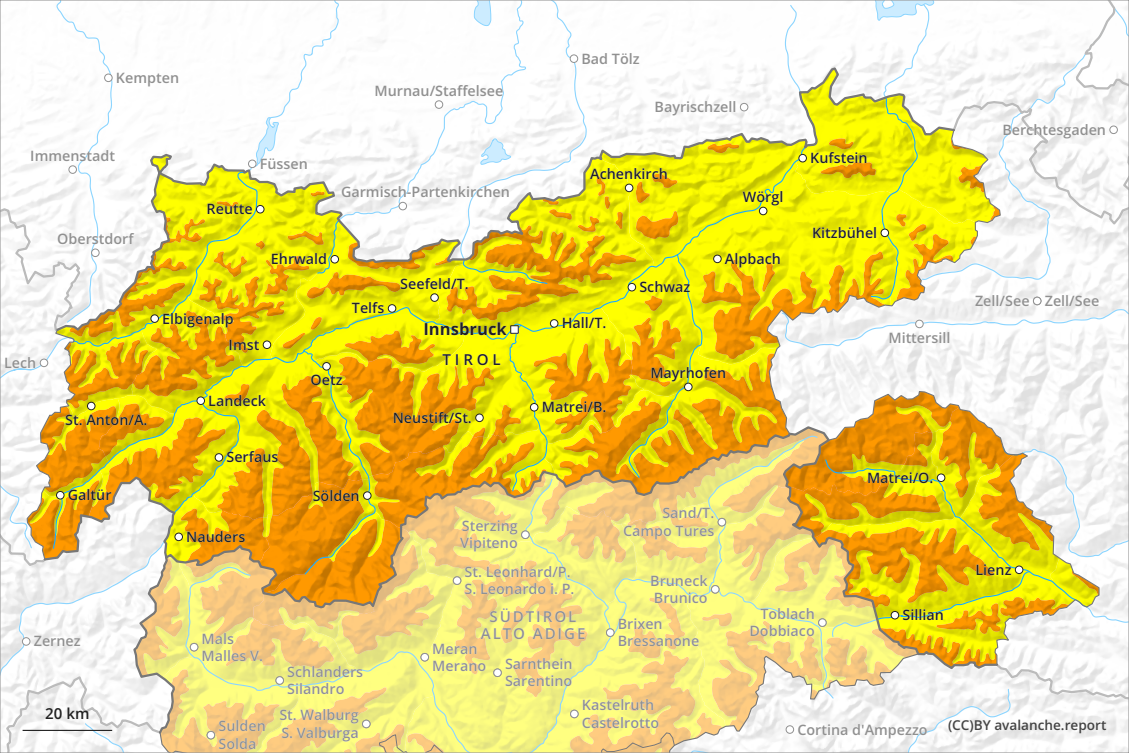 Bad Tölz
Kempten
Murnau/Staffelsee
Bayrischzell
Berchtesgaden
Immenstadt
Füssen
Kufstein
Achenkirch
Garmisch-Partenkirchen
Wörgl
Reutte
Oberstdorf
Kitzbühel
Ehrwald
Alpbach
Seefeld/T.
Schwaz
Zell/See
Zell/See
Telfs
Elbigenalp
Innsbruck
Hall/T.
Mittersill
Imst
TIROL
Lech
Oetz
Mayrhofen
Landeck
Matrei/B.
St. Anton/A.
Neustift/St.
Serfaus
Matrei/O.
Galtür
Sölden
Sand/T.
Campo Tures
Sterzing
Vipiteno
Nauders
Lienz
St. Leonhard/P.
S. Leonardo i. P.
Bruneck
Brunico
SÜDTIROL
ALTO ADIGE
Toblach
Dobbiaco
Sillian
Brixen
Bressanone
Zernez
Mals
Malles V.
Meran
Merano
Sarnthein
Sarentino
Schlanders
Silandro
20 km
St. Walburg
S. Valburga
Kastelruth
Castelrotto
Sulden
Solda
Cortina d'Ampezzo
(CC)BY avalanche.report